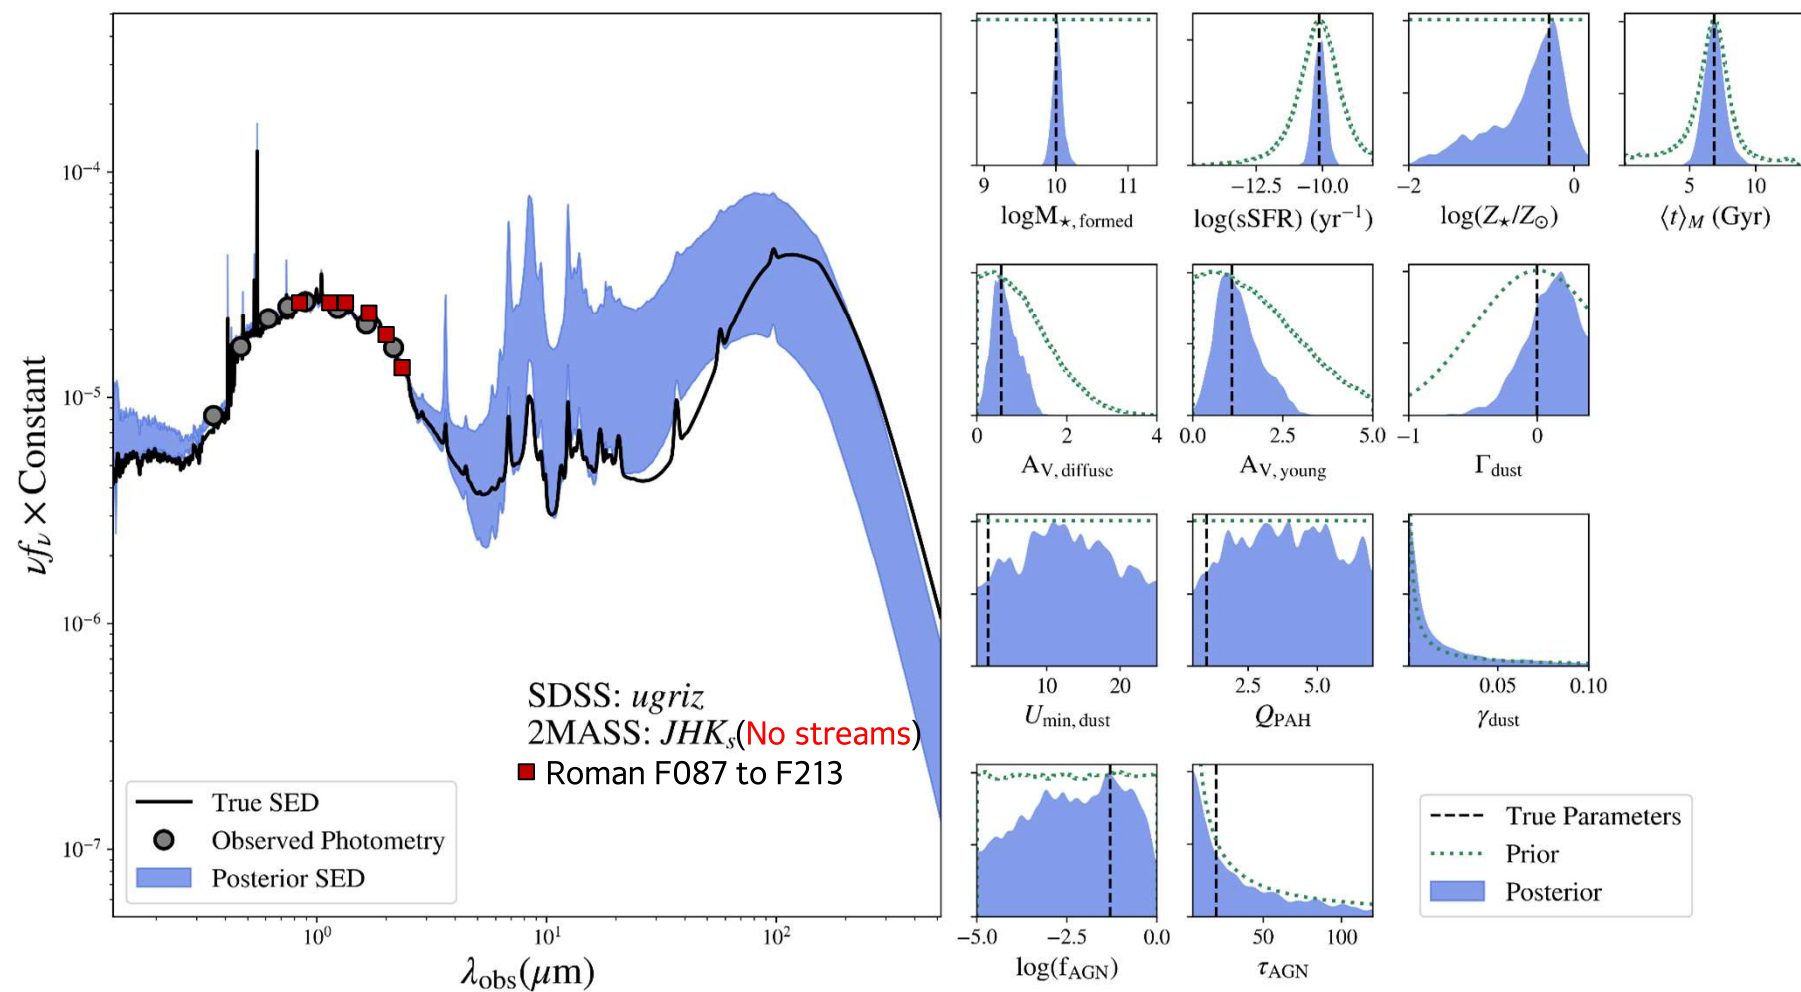 10⁻⁴
10⁻⁵
10⁻⁶
10⁻⁷
νf_ν × Constant
SDSS: ugriz
2MASS: JHK_s(No streams)
Roman F087 to F213
True SED
Observed Photometry
Posterior SED
10⁰ 10¹ 10²
λ_obs(μm)
9 10 11
logM⋆,formed
−12.5 −10.0
log(sSFR) (yr⁻¹)
−2 0
log(Z⋆/Z⊙)
5 10
⟨t⟩_M (Gyr)
0 2 4
A_V,diffuse
0.0 2.5 5.0
A_V,young
−1 0
Γ_dust
10 20
U_min,dust
2.5 5.0
Q_PAH
0.05 0.10
γ_dust
−5.0 −2.5 0.0
log(f_AGN)
50 100
τ_AGN
True Parameters
Prior
Posterior